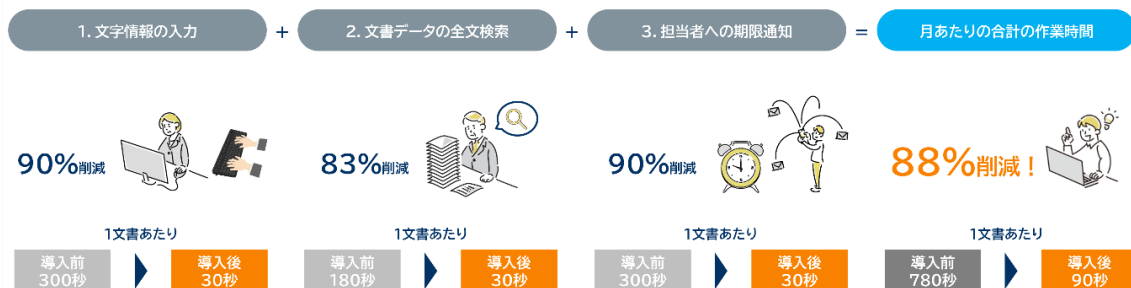 1. 文字情報の入力
+
2. 文書データの全文検索
+
3. 担当者への期限通知
=
月あたりの合計の作業時間
90%削減
83%削減
90%削減
88%削減！
1文書あたり
導入前
300秒
導入後
30秒
1文書あたり
導入前
180秒
導入後
30秒
1文書あたり
導入前
300秒
導入後
30秒
1文書あたり
導入前
780秒
導入後
90秒